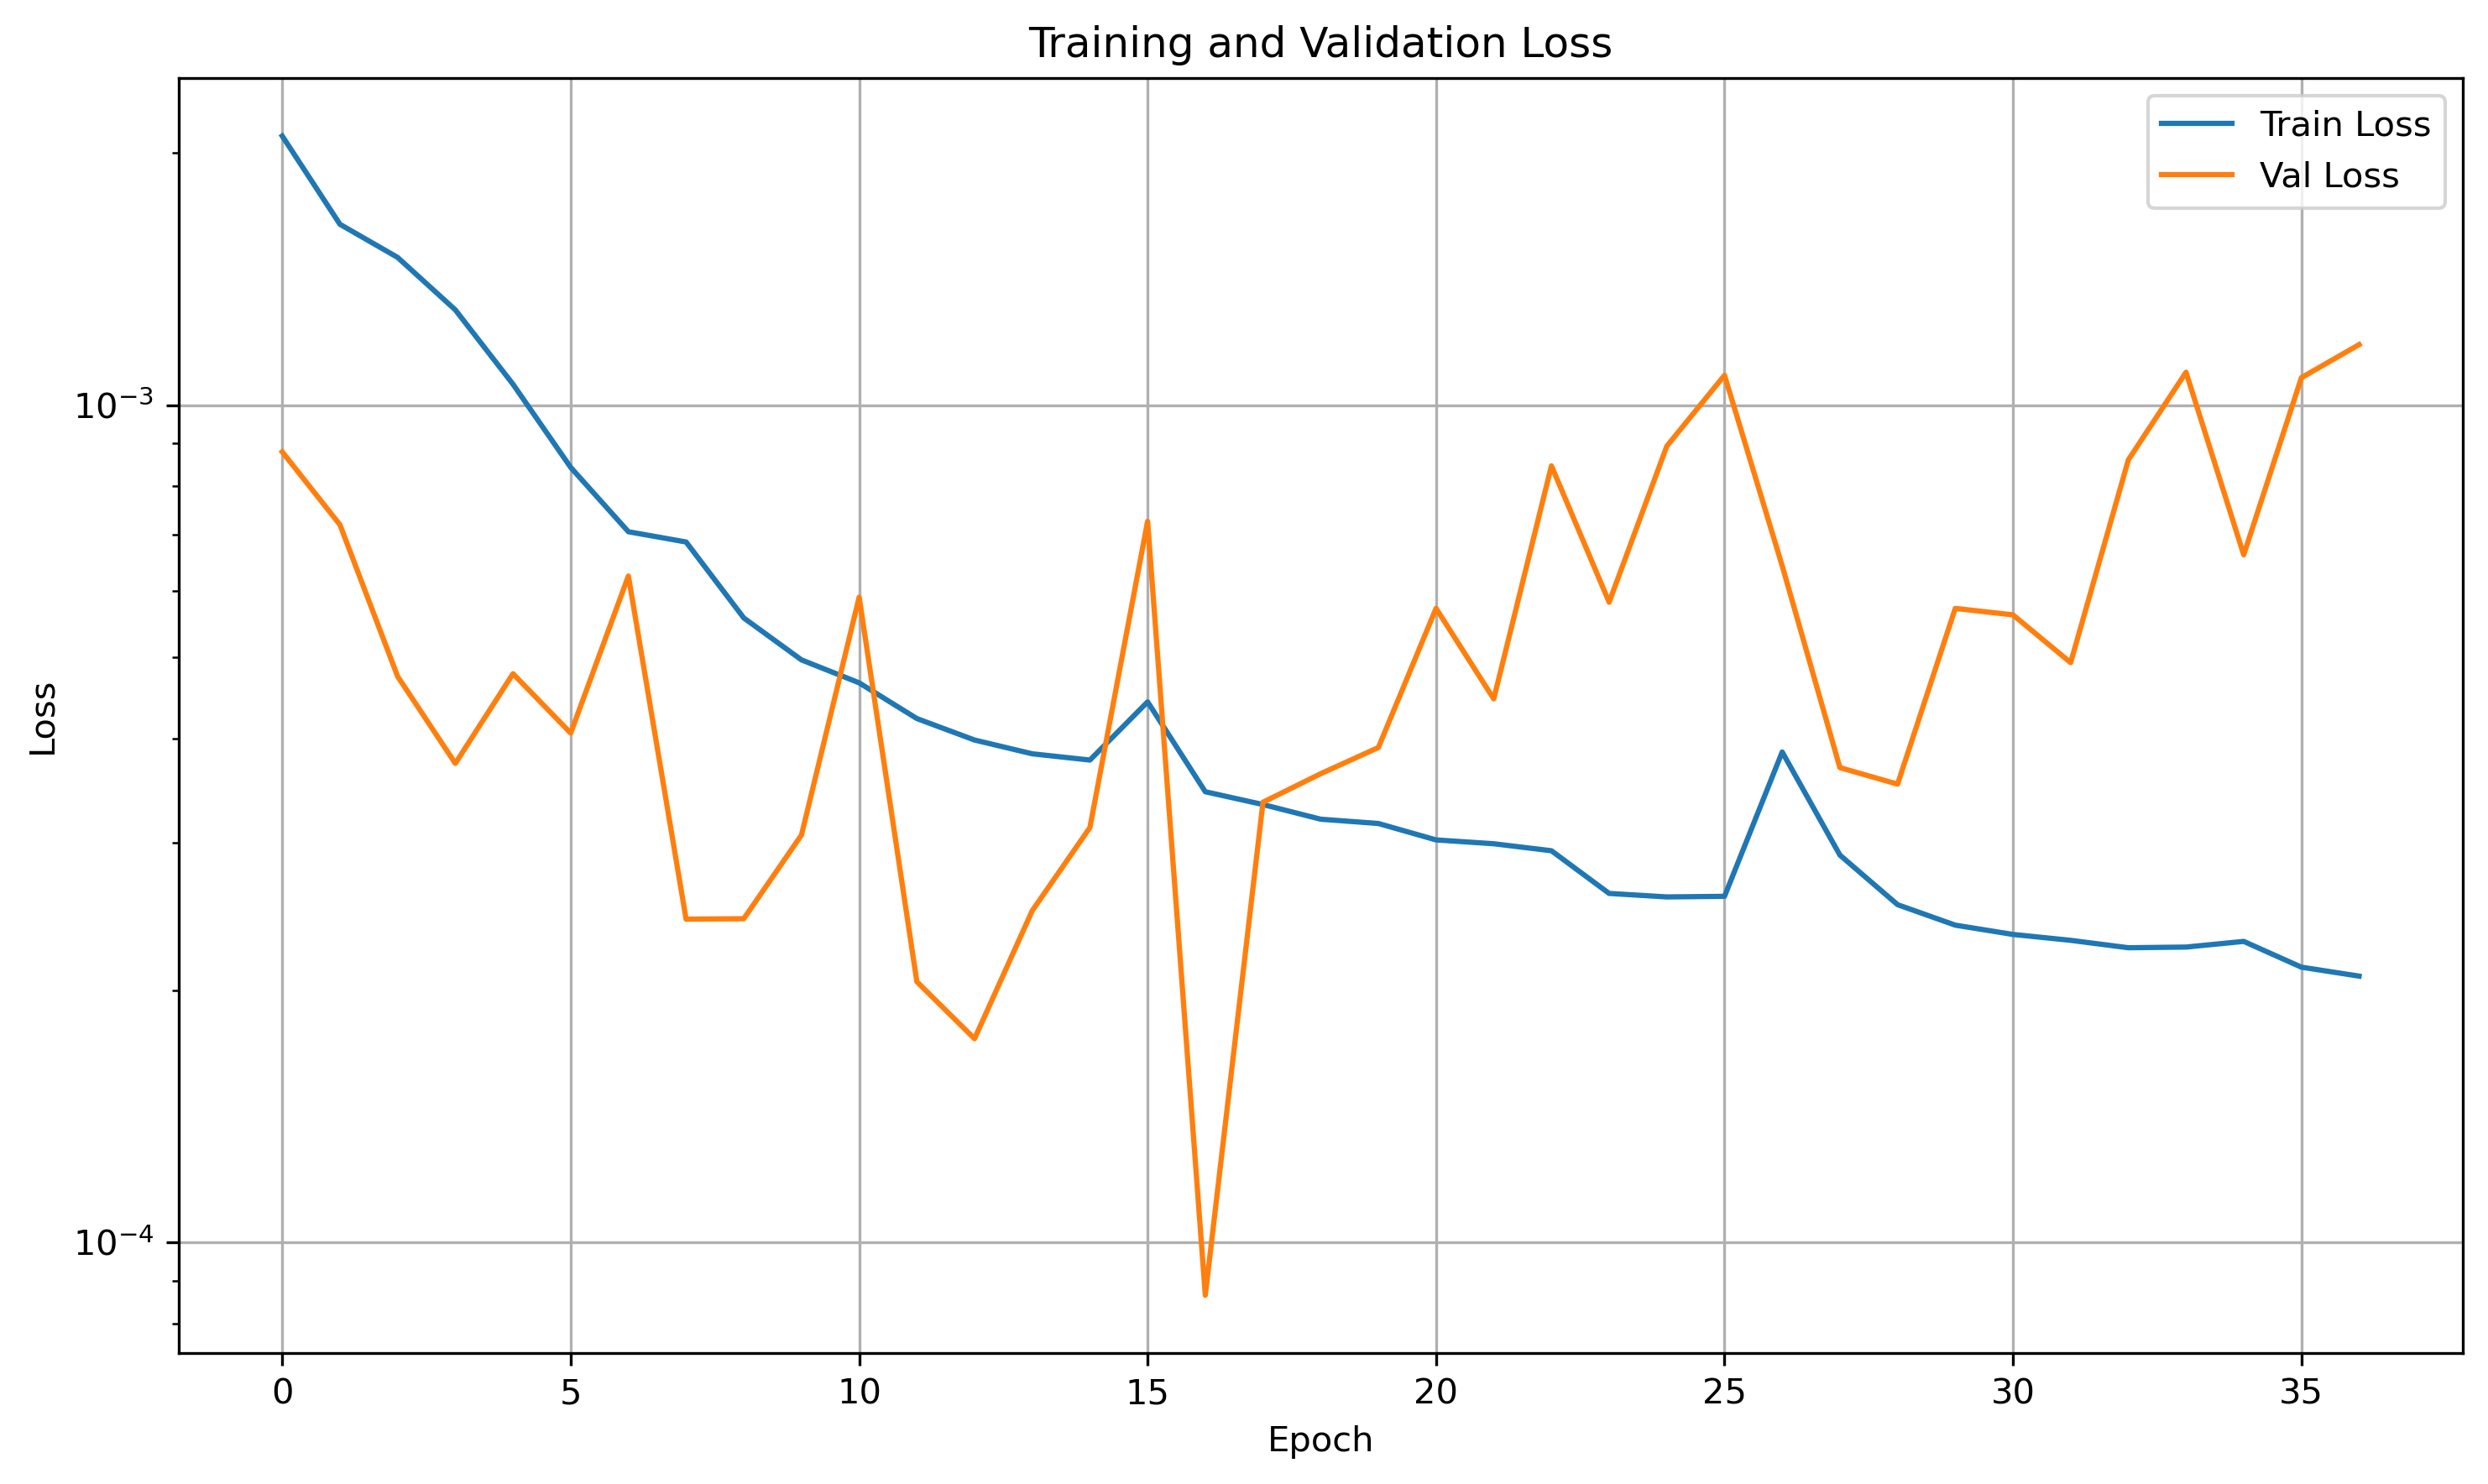 Training and Validation Loss
Train Loss
Val Loss
10⁻³
10⁻⁴
Loss
0 5 10 15 20 25 30 35
Epoch